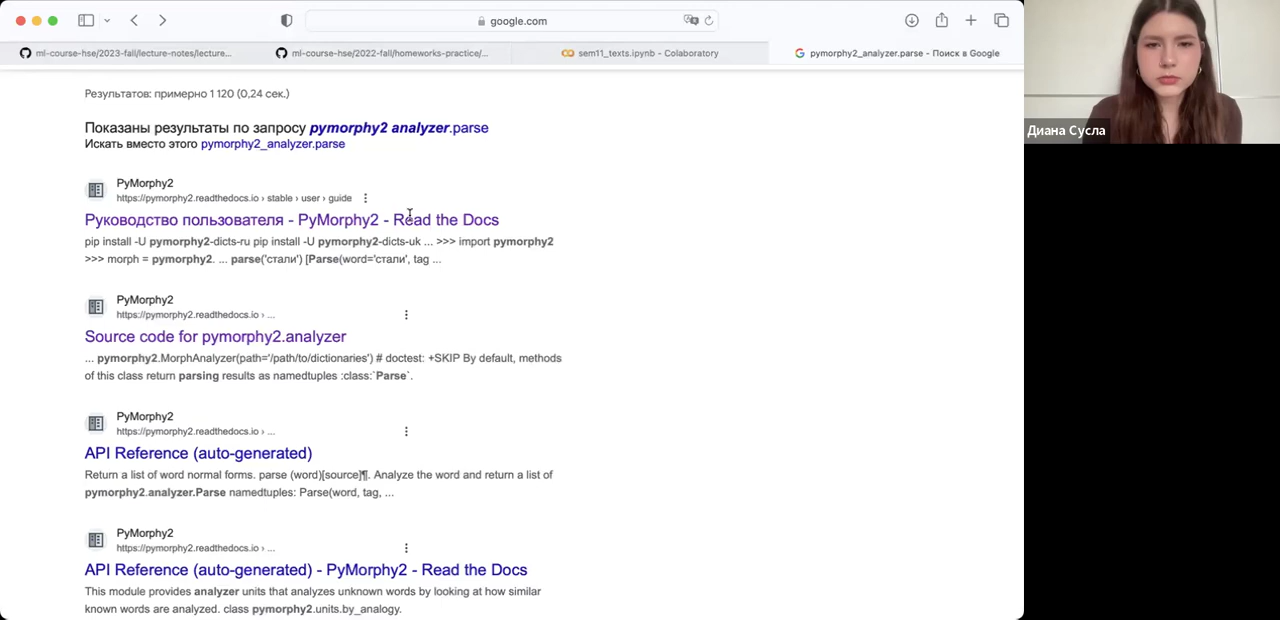 google.com
ml-course-hse/2023-fall/lecture-notes/lecture...
ml-course-hse/2022-fall/homeworks-practice/...
sem11_texts.ipynb - Colaboratory
pymorphy2_analyzer.parse - Поиск в Google
Диана Сусла
Результатов: примерно 1 120 (0,24 сек.)
Показаны результаты по запросу pymorphy2 analyzer.parse
Искать вместо этого pymorphy2_analyzer.parse
PyMorphy2
https://pymorphy2.readthedocs.io › stable › user › guide
Руководство пользователя - PyMorphy2 - Read the Docs
pip install -U pymorphy2-dicts-ru pip install -U pymorphy2-dicts-uk ... >>> import pymorphy2
>>> morph = pymorphy2. ... parse('стали') [Parse(word='стали', tag ...
PyMorphy2
https://pymorphy2.readthedocs.io › ...
Source code for pymorphy2.analyzer
... pymorphy2.MorphAnalyzer(path='/path/to/dictionaries') # doctest: +SKIP By default, methods
of this class return parsing results as namedtuples :class:`Parse`.
PyMorphy2
https://pymorphy2.readthedocs.io › ...
API Reference (auto-generated)
Return a list of word normal forms. parse (word)[source]¶. Analyze the word and return a list of
pymorphy2.analyzer.Parse namedtuples: Parse(word, tag, ...
PyMorphy2
https://pymorphy2.readthedocs.io › ...
API Reference (auto-generated) - PyMorphy2 - Read the Docs
This module provides analyzer units that analyzes unknown words by looking at how similar
known words are analyzed. class pymorphy2.units.by_analogy.